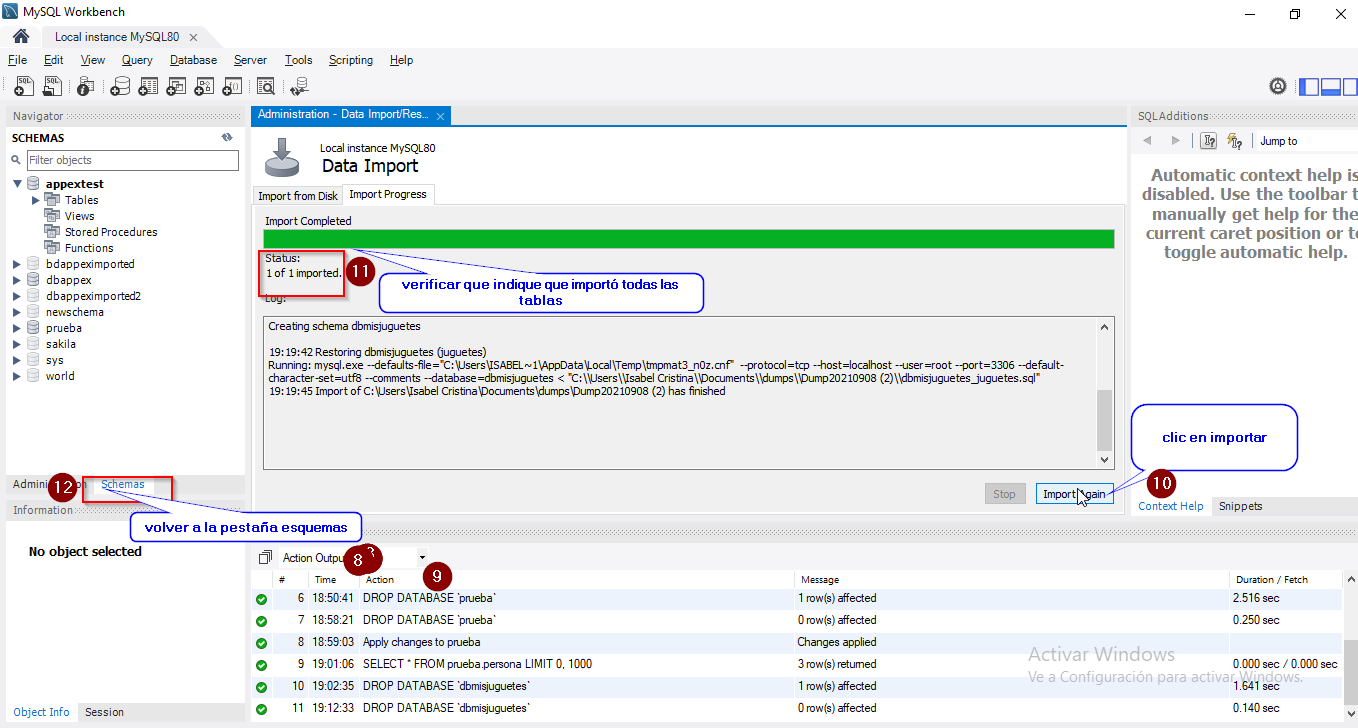 MySQL Workbench
Local instance MySQL80
File Edit View Query Database Server Tools Scripting Help
Navigator
SCHEMAS
Filter objects
appextest
Tables
Views
Stored Procedures
Functions
bdappeximported
dbappex
dbappeximported2
newschema
prueba
sakila
sys
world
Schemas
12
volver a la pestaña esquemas
Information
No object selected
Object Info Session
Administration - Data Import/Res...
Local instance MySQL80
Data Import
Import from Disk Import Progress
Import Completed
Status:
1 of 1 imported.
11
verificar que indique que importó todas las
tablas
Log:
Creating schema dbmisjuguetes
19:19:42 Restoring dbmisjuguetes (juguetes)
Running: mysql.exe --defaults-file="C:\Users\ISABEL~1\AppData\Local\Temp\tmpmat3_n0z.cnf" --protocol=tcp --host=localhost --user=root --port=3306 --default-
character-set=utf8 --comments --database=dbmisjuguetes < "C:\\Users\\Isabel Cristina\\Documents\\dumps\\Dump20210908 (2)\\dbmisjuguetes_juguetes.sql"
19:19:45 Import of C:\Users\Isabel Cristina\Documents\dumps\Dump20210908 (2) has finished
Stop
Import Again
10
clic en importar
SQLAdditions
Jump to
Automatic context help is
disabled. Use the toolbar
manually get help for the
current caret position or
toggle automatic help.
Context Help Snippets
Action
8
9
# Time Action Message Duration / Fetch
6 18:50:41 DROP DATABASE `prueba` 1 row(s) affected 2.516 sec
7 18:58:21 DROP DATABASE `prueba` 0 row(s) affected 0.250 sec
8 18:59:03 Apply changes to prueba Changes applied
9 19:01:06 SELECT * FROM prueba.persona LIMIT 0, 1000 3 row(s) returned 0.000 sec / 0.000 sec
10 19:02:35 DROP DATABASE `dbmisjuguetes` 1 row(s) affected 1.641 sec
11 19:12:33 DROP DATABASE `dbmisjuguetes` 0 row(s) affected 0.140 sec
Activar Windows
Ve a Configuración para activar Windows.